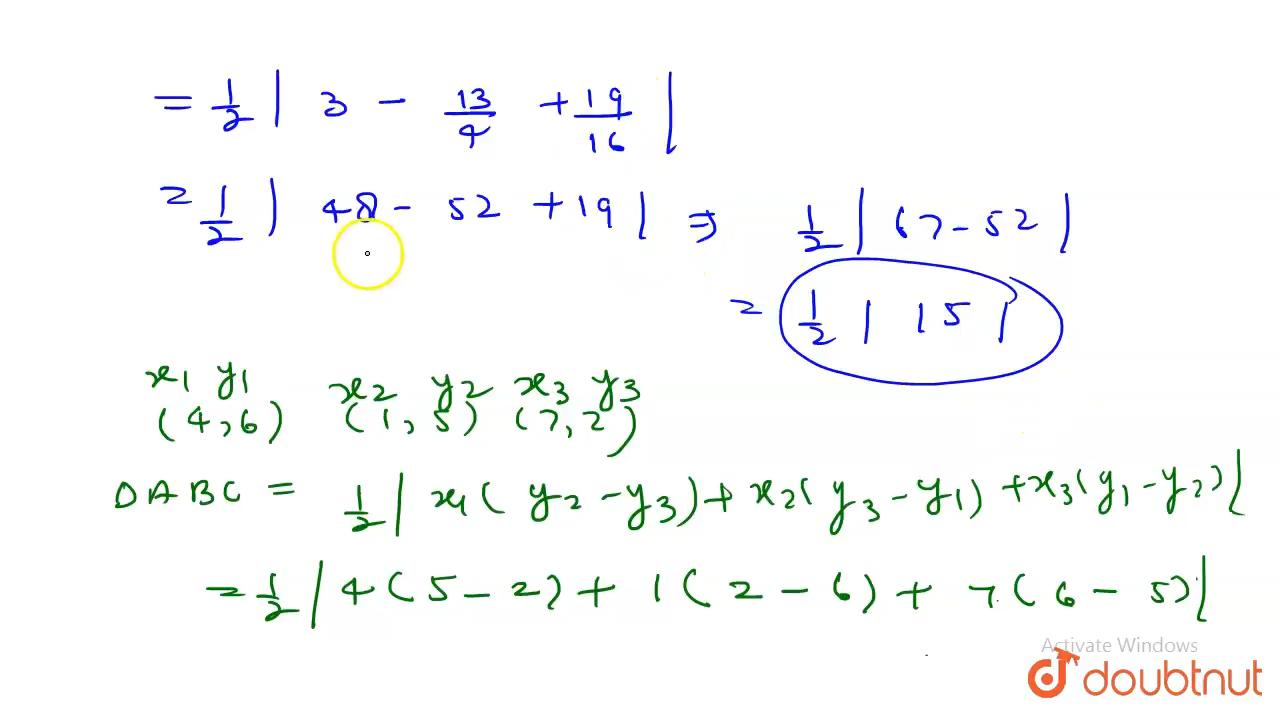 = 1/2 | 3 - 13/4 + 19/16 |
= 1/2 | 48 - 52 + 19 | ⇒ 1/2 | 67 - 52 |
= 1/2 | 15 |
x1 y1 x2 y2 x3 y3
(4,6) (1,5) (7,2)
Δ ABC = 1/2 | x1( y2 - y3) + x2( y3 - y1) + x3( y1 - y2) |
= 1/2 | 4( 5 - 2) + 1( 2 - 6) + 7( 6 - 5) |
Activate Windows
doubtnut